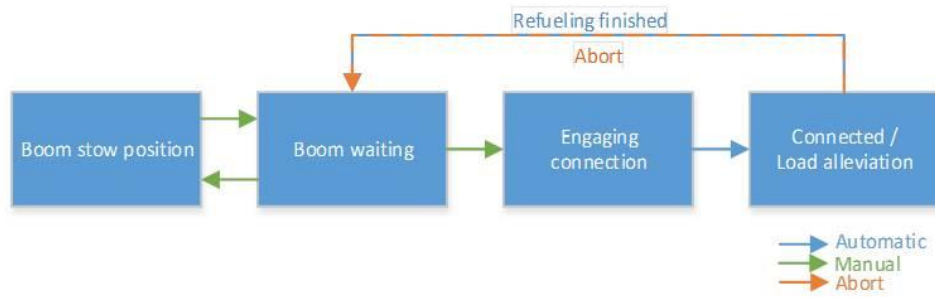 Refueling finished
Abort
Boom stow position
Boom waiting
Engaging
connection
Connected /
Load alleviation
Automatic
Manual
Abort